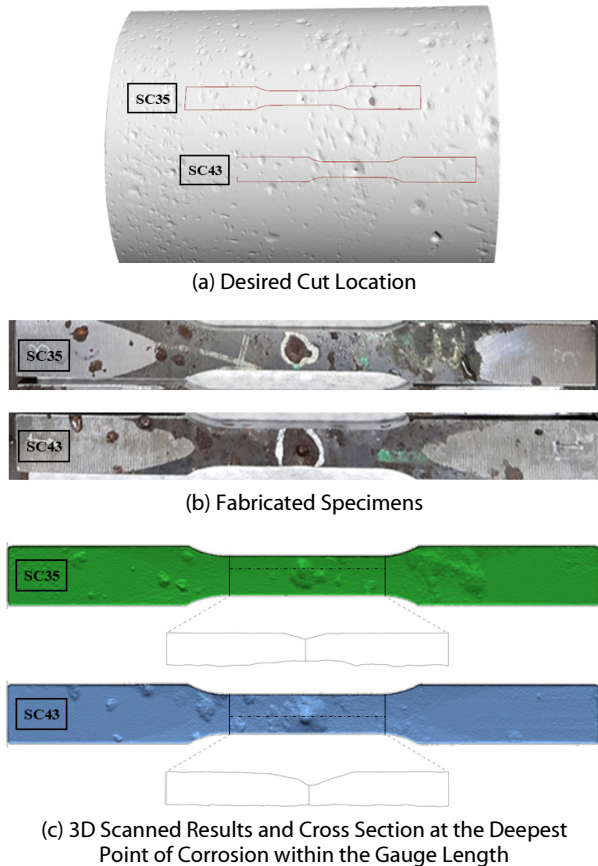 SC35
SC43
(a) Desired Cut Location
SC35
SC43
(b) Fabricated Specimens
SC35
SC43
(c) 3D Scanned Results and Cross Section at the Deepest
Point of Corrosion within the Gauge Length